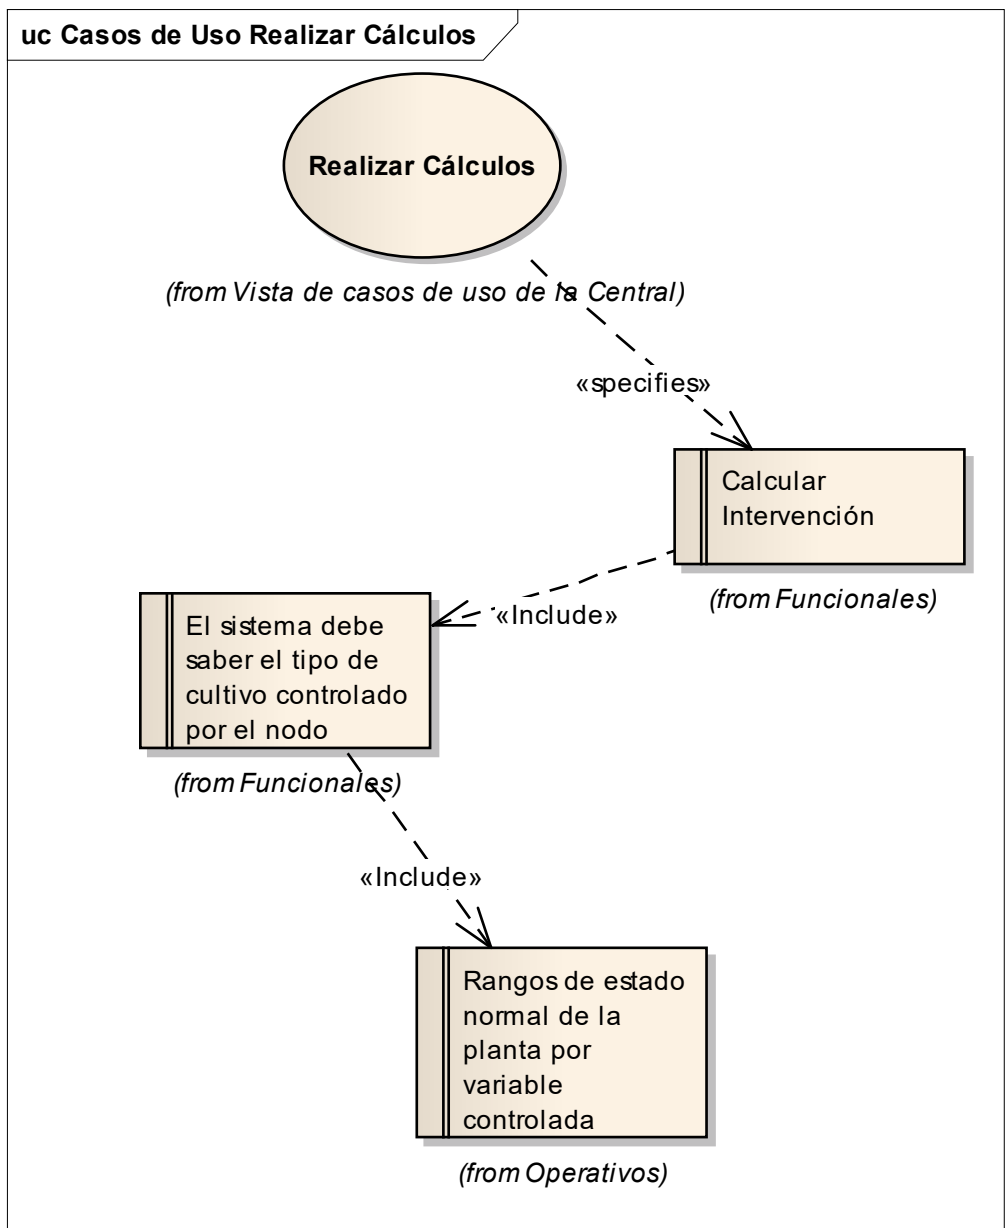 uc Casos de Uso Realizar Cálculos
Realizar Cálculos
(from Vista de casos de uso de la Central)
«specifies»
Calcular
Intervención
(from Funcionales)
«Include»
El sistema debe
saber el tipo de
cultivo controlado
por el nodo
(from Funcionales)
«Include»
Rangos de estado
normal de la
planta por
variable
controlada
(from Operativos)